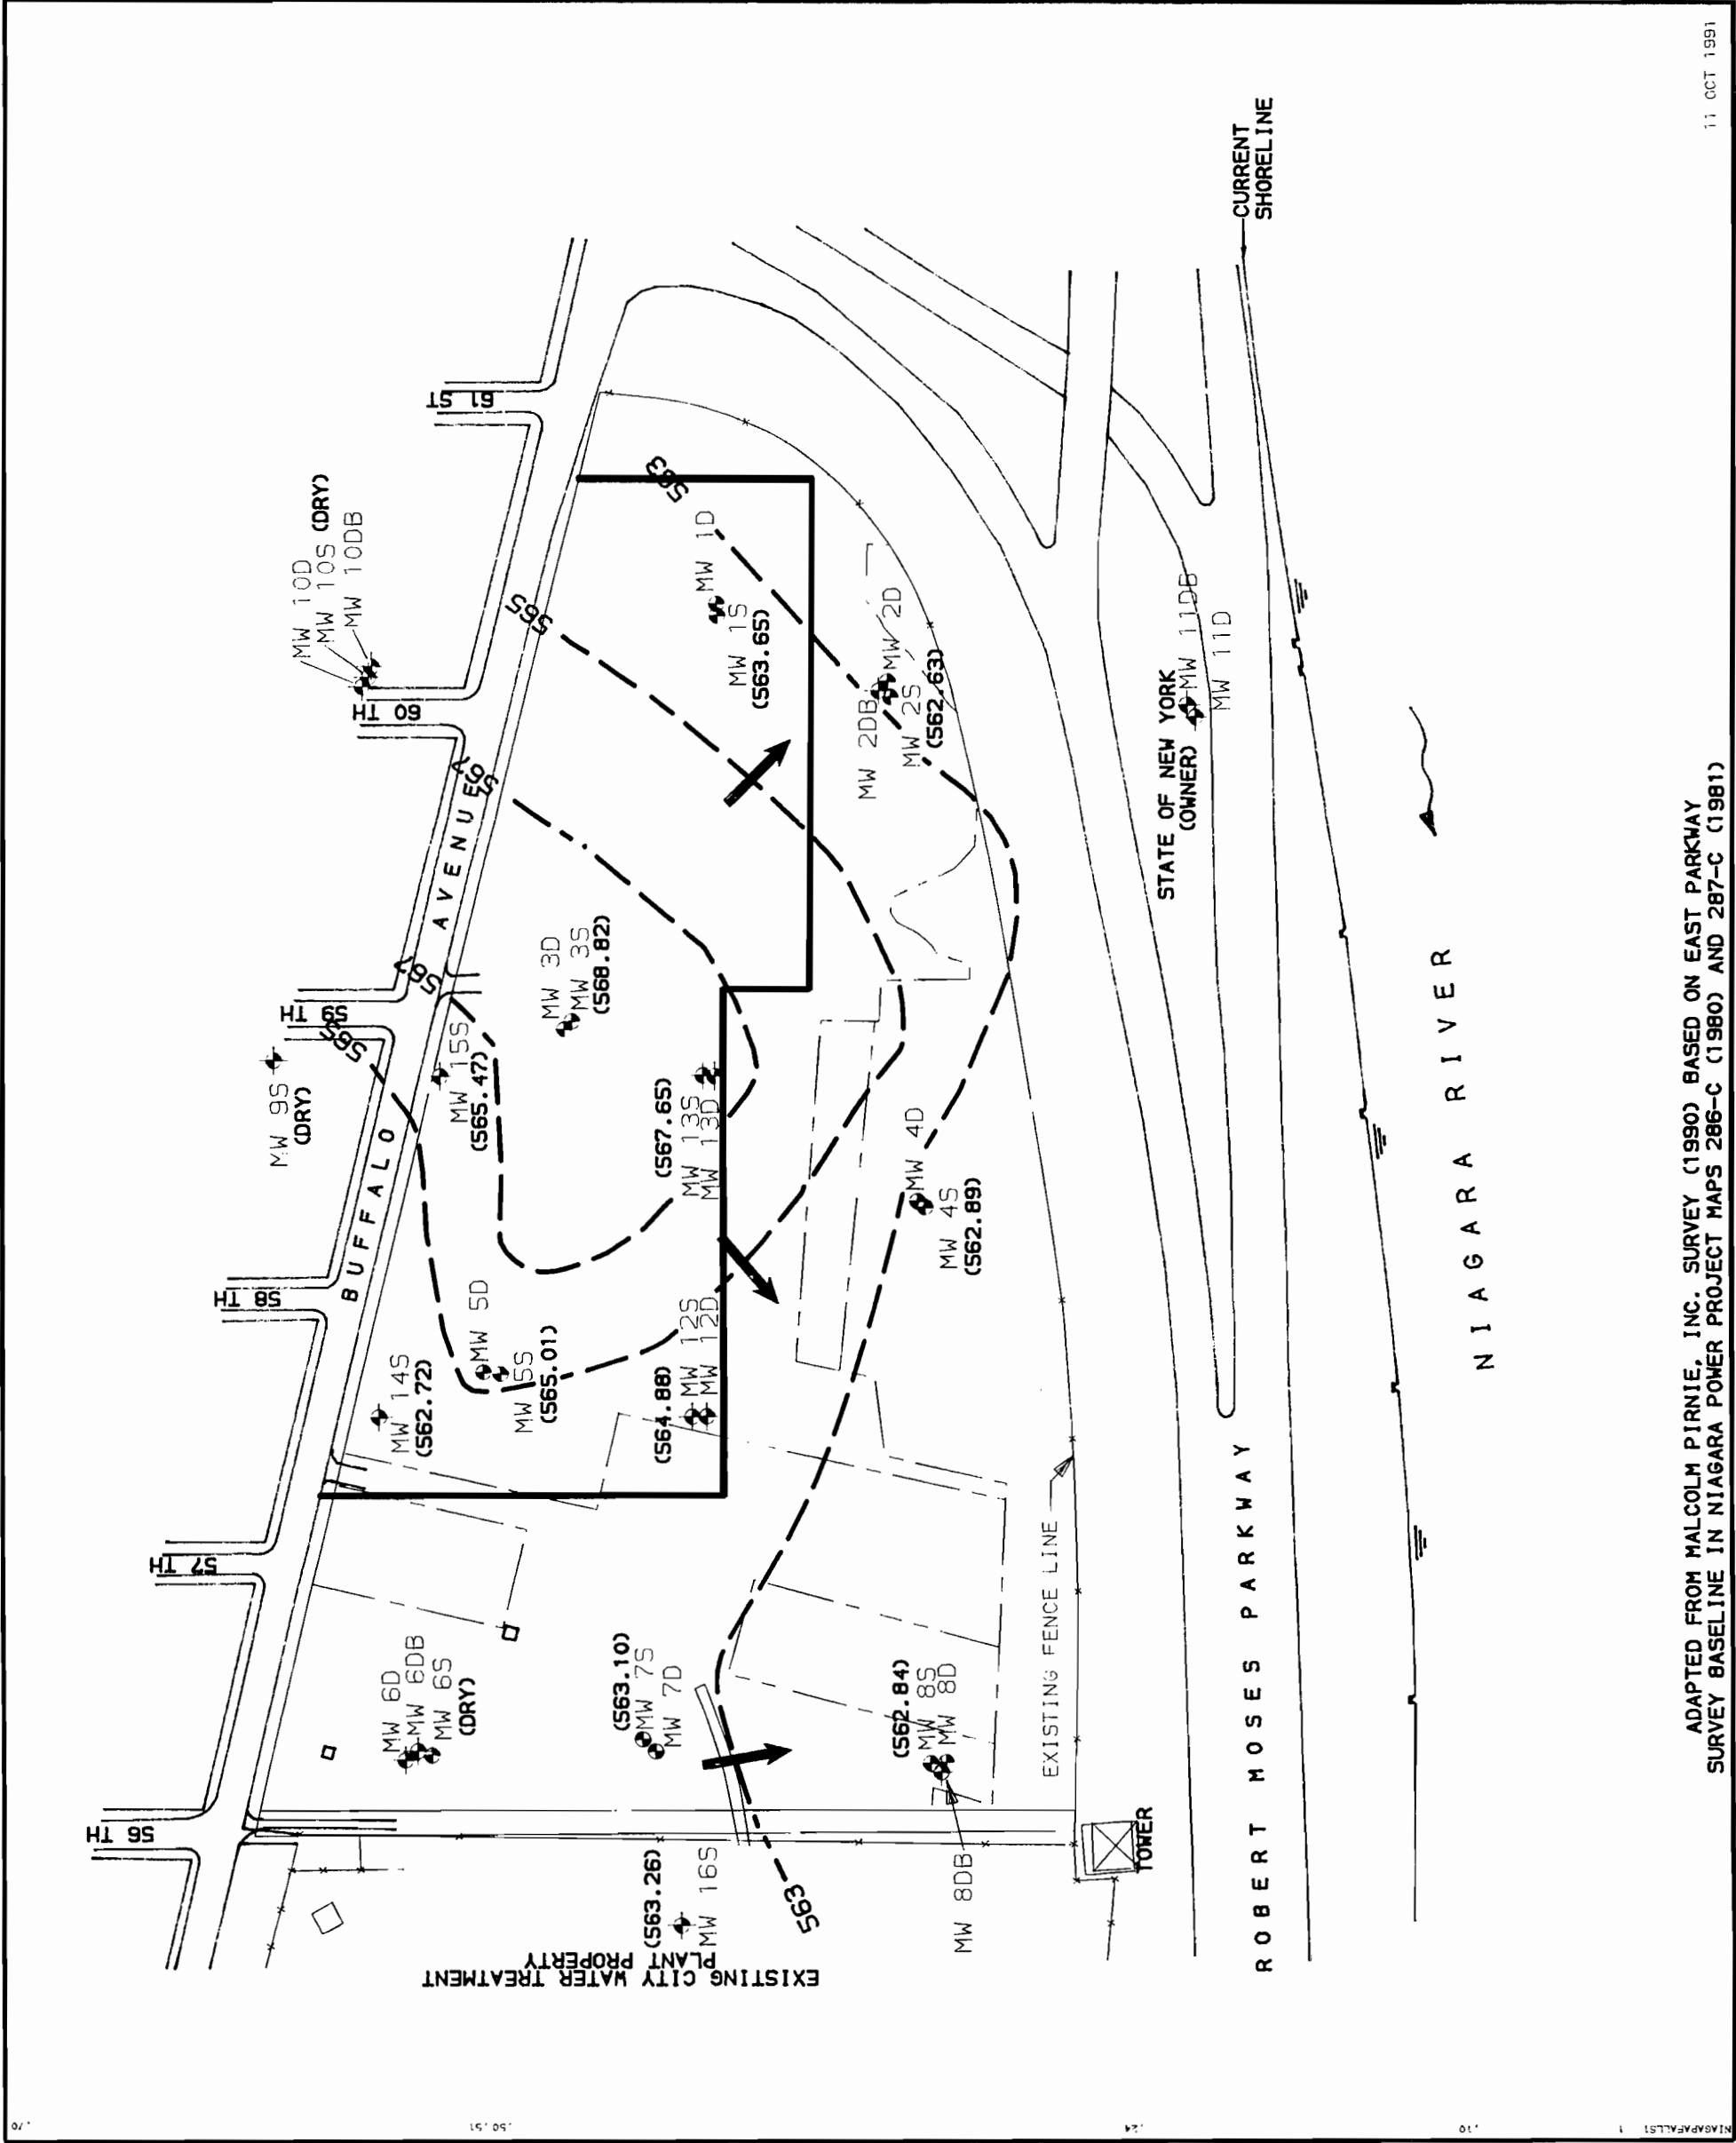 11 OCT 1991
CURRENT
SHORELINE
61 ST
MW 10D
MW 10S (DRY)
MW 10DB
60 TH
59 TH
58 TH
57 TH
56 TH
BUFFALO AVENUE
563
565
567
567
565
563
MW 1D
MW 1S
(563.65)
MW 2DB
MW 2D
MW 2S
(562.63)
MW 11DB
MW 11D
STATE OF NEW YORK
(OWNER)
MW 3D
MW 3S
(568.82)
MW 9S
(DRY)
MW 15S
(565.47)
(567.65)
MW 13S
MW 13D
MW 4D
MW 4S
(562.89)
MW 5D
MW 5S
(565.01)
MW 14S
(562.72)
(564.88)
MW 12S
MW 12D
MW 6D
MW 6DB
MW 6S
(DRY)
(563.10)
MW 7S
MW 7D
(562.84)
MW 8S
MW 8D
MW 8DB
(563.26)
MW 16S
EXISTING CITY WATER TREATMENT
PLANT PROPERTY
EXISTING FENCE LINE
TOWER
ROBERT MOSES PARKWAY
NIAGARA RIVER
ADAPTED FROM MALCOLM PIRNIE, INC. SURVEY (1990) BASED ON EAST PARKWAY
SURVEY BASELINE IN NIAGARA POWER PROJECT MAPS 286-C (1980) AND 287-C (1981)